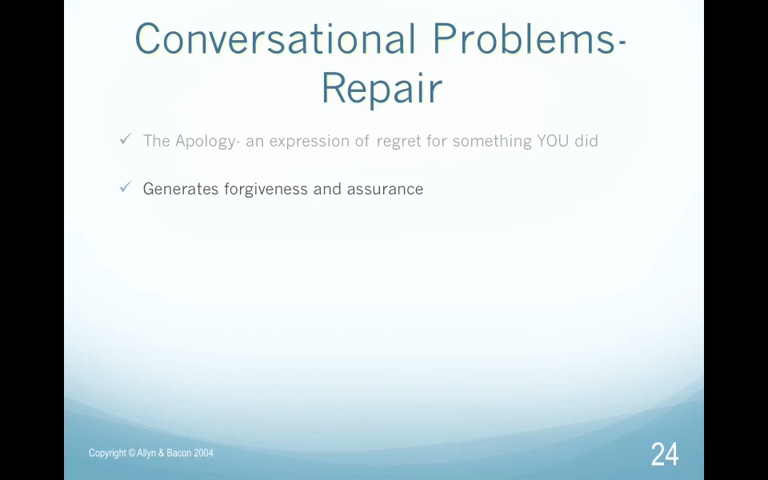 Conversational Problems-
Repair
✓ The Apology- an expression of regret for something YOU did
✓ Generates forgiveness and assurance
Copyright © Allyn & Bacon 2004
24